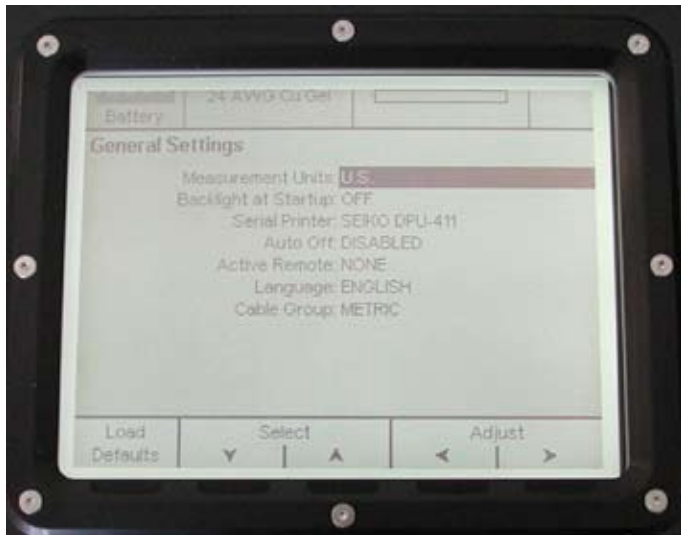 24 AWG Cu Gel
Battery
General Settings
Measurement Units: U.S.
Backlight at Startup: OFF
Serial Printer: SEIKO DPU-411
Auto Off: DISABLED
Active Remote: NONE
Language: ENGLISH
Cable Group: METRIC
Load Defaults
Select
Adjust